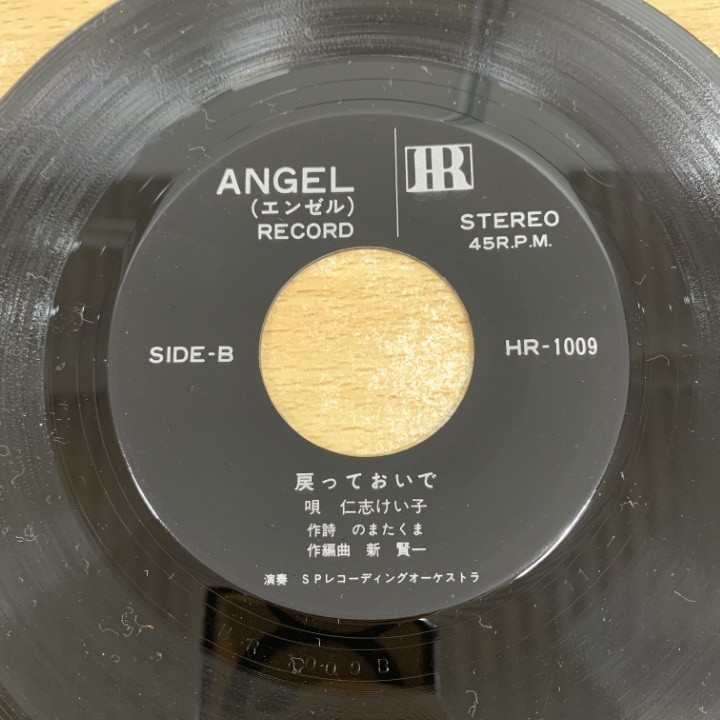 ANGEL
(エンゼル)
RECORD
HR
STEREO
45R.P.M.
SIDE-B
HR-1009
戻っておいで
唄 仁志けい子
作詩 のまたくま
作編曲 新 賢一
演奏 SPレコーディングオーケストラ